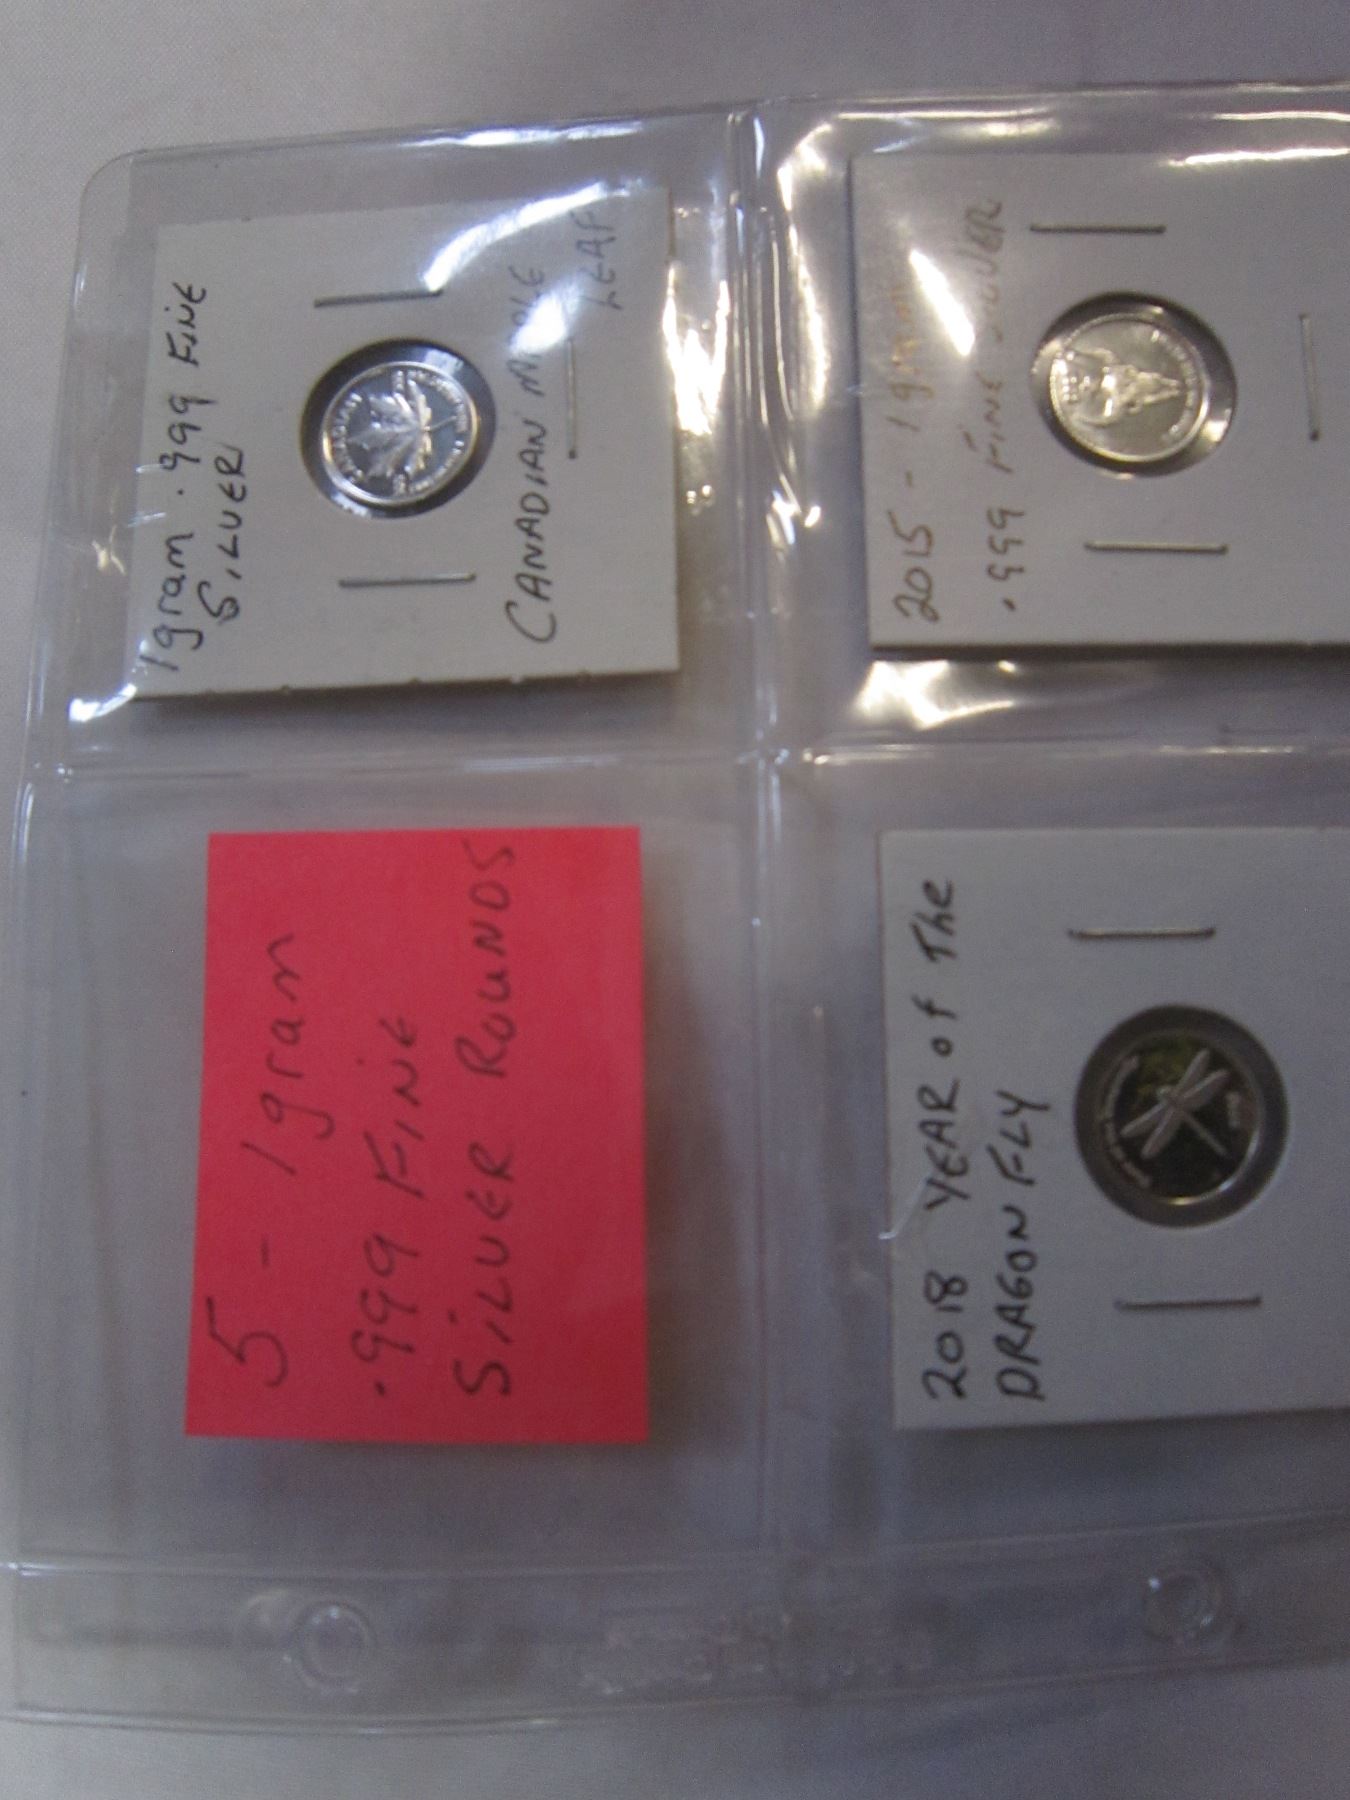 1gram .999 FiNE
SiLVER
CANADiAN MAPLE
LEAF
2015 - 1gram
.999 FiNE SiLVER
5 - 1gram
.999 FiNE
SiLVER ROUNDS
2018 YEAR of The
DRAGON FLY